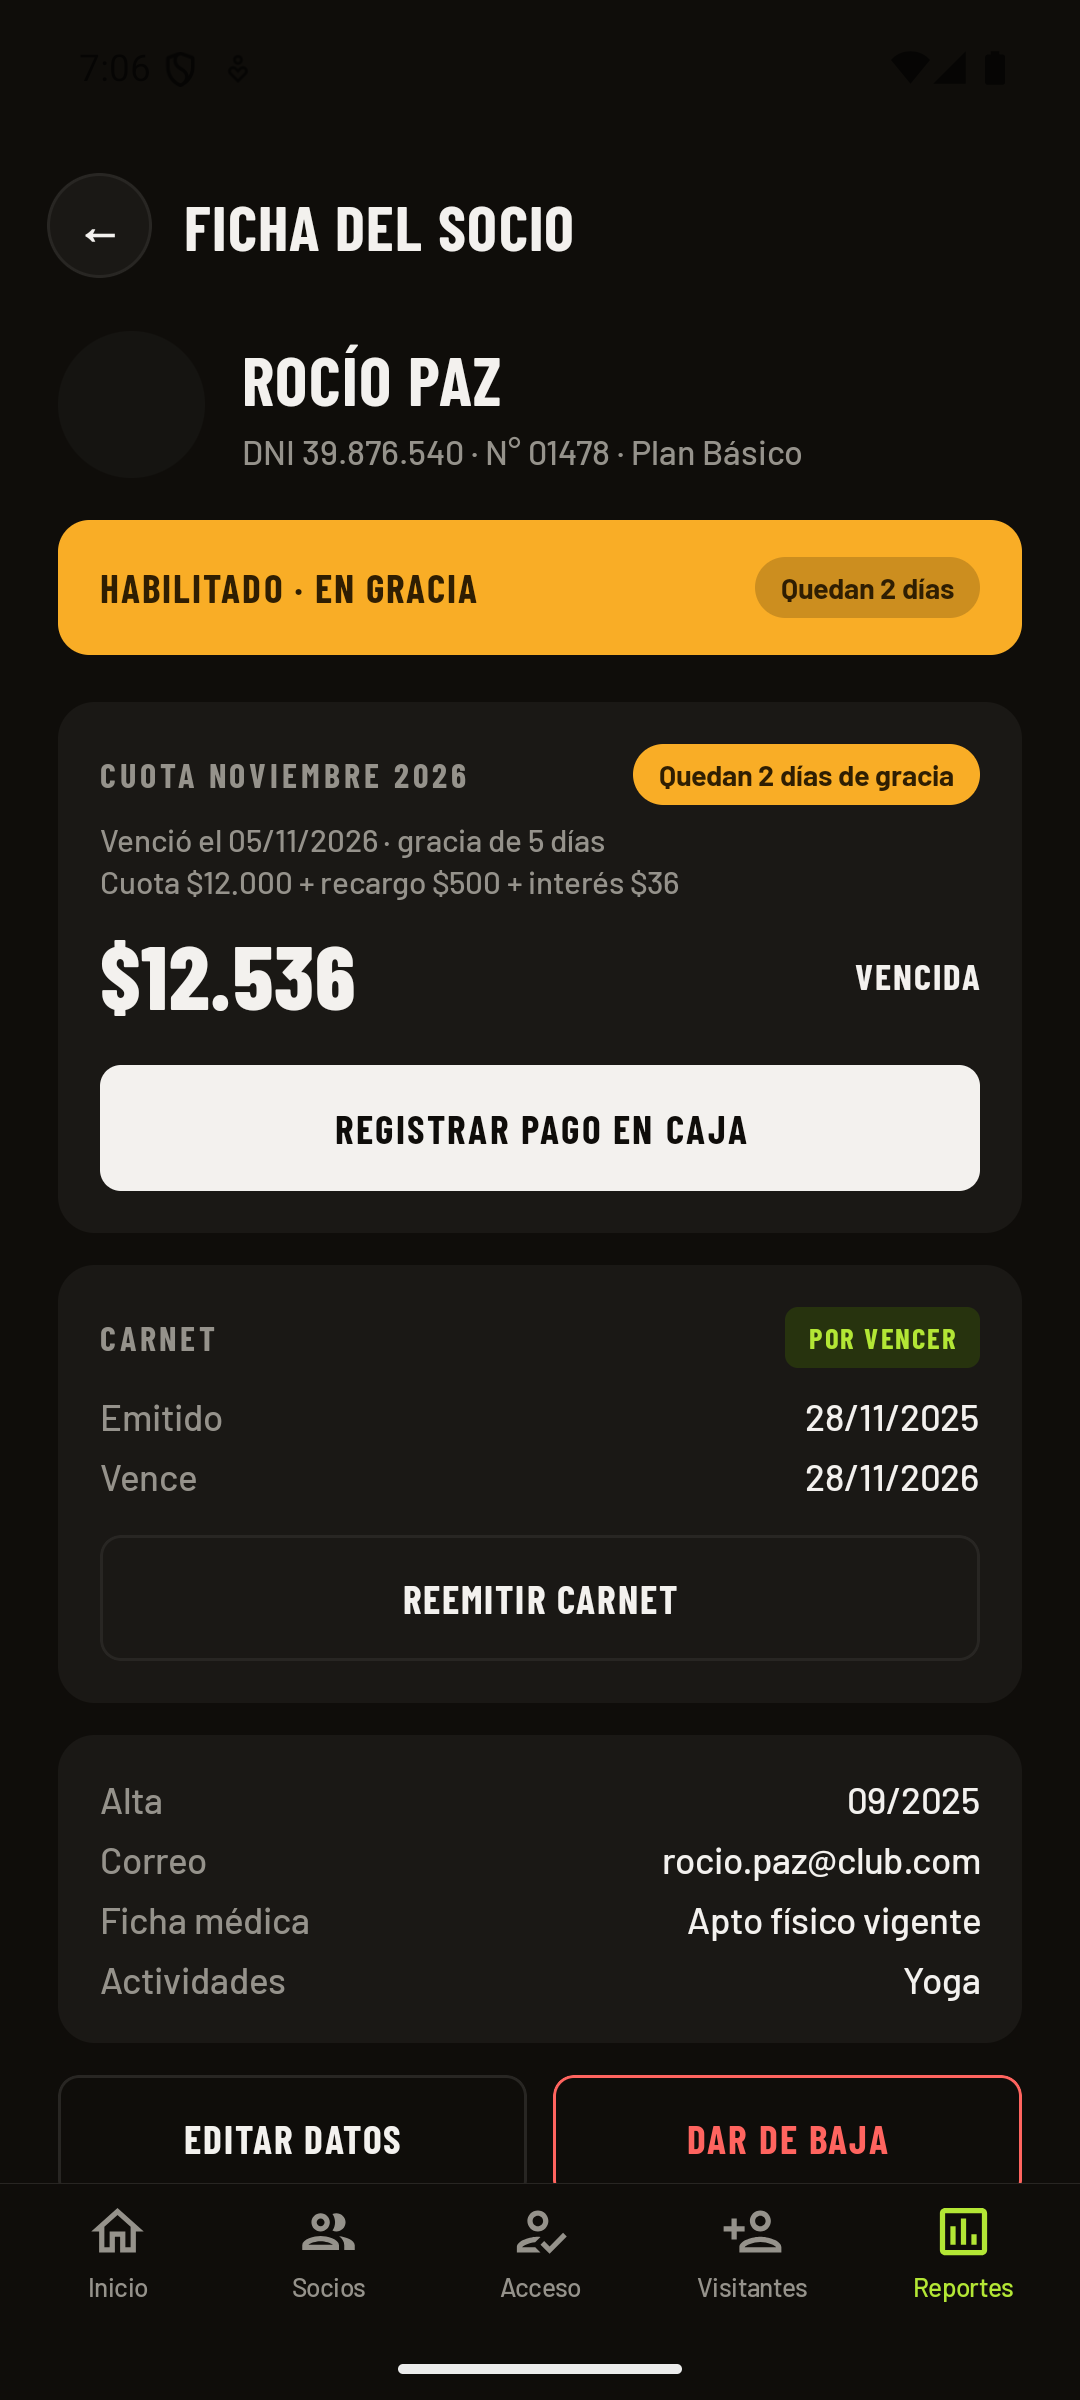 7:06
←
FICHA DEL SOCIO
ROCÍO PAZ
DNI 39.876.540 · N° 01478 · Plan Básico
HABILITADO · EN GRACIA
Quedan 2 días
CUOTA NOVIEMBRE 2026
Quedan 2 días de gracia
Venció el 05/11/2026 · gracia de 5 días
Cuota $12.000 + recargo $500 + interés $36
$12.536
VENCIDA
REGISTRAR PAGO EN CAJA
CARNET
POR VENCER
Emitido
28/11/2025
Vence
28/11/2026
REEMITIR CARNET
Alta
09/2025
Correo
rocio.paz@club.com
Ficha médica
Apto físico vigente
Actividades
Yoga
EDITAR DATOS
DAR DE BAJA
Inicio
Socios
Acceso
Visitantes
Reportes